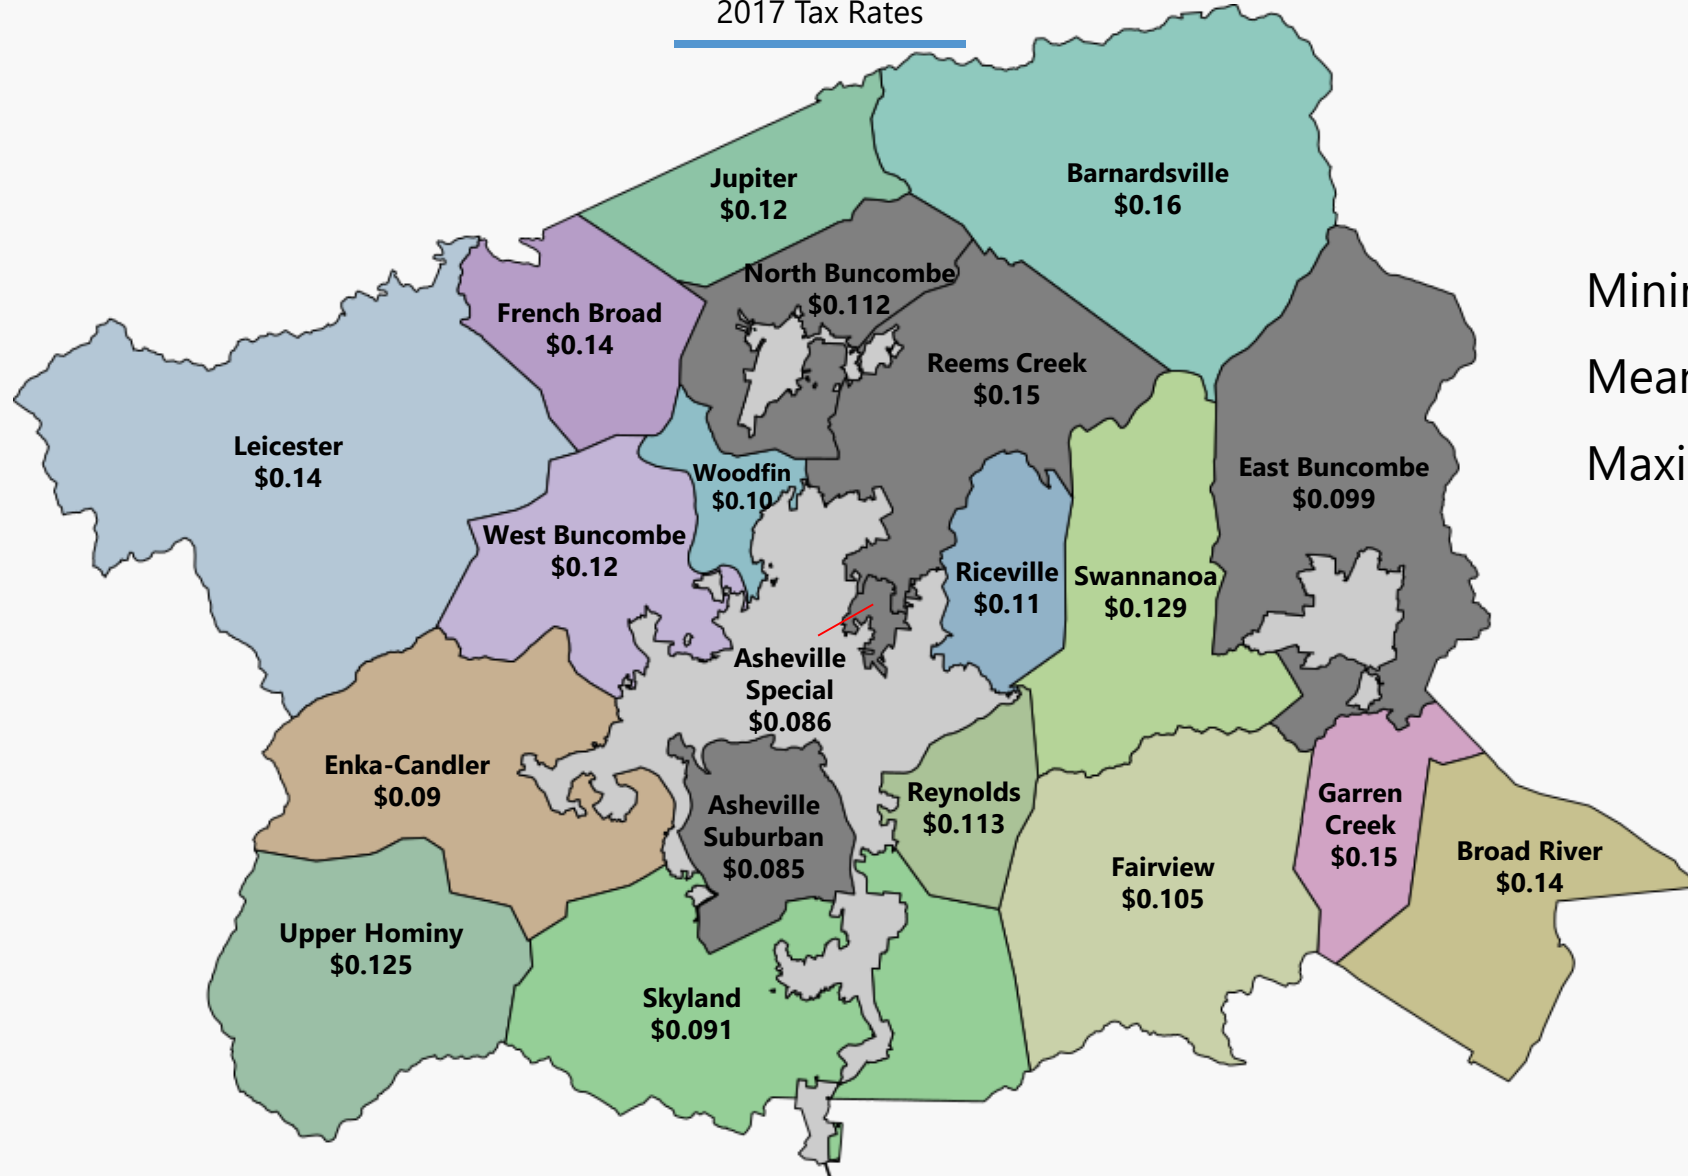 2017 Tax Rates
Jupiter
$0.12
Barnardsville
$0.16
North Buncombe
$0.112
French Broad
$0.14
Reems Creek
$0.15
Leicester
$0.14
Woodfin
$0.10
East Buncombe
$0.099
West Buncombe
$0.12
Riceville
$0.11
Swannanoa
$0.129
Asheville
Special
$0.086
Enka-Candler
$0.09
Asheville
Suburban
$0.085
Reynolds
$0.113
Garren
Creek
$0.15
Broad River
$0.14
Fairview
$0.105
Upper Hominy
$0.125
Skyland
$0.091